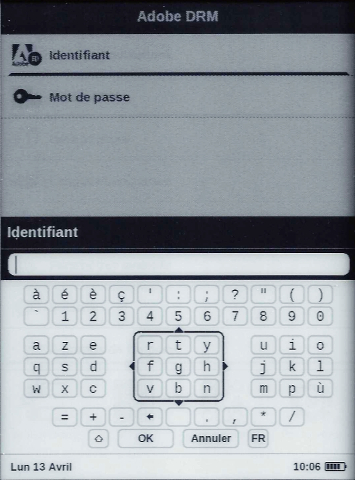 Adobe DRM
Identifiant
Mot de passe
Identifiant
à é è ç ' : ; ? " ( )
` 1 2 3 4 5 6 7 8 9 0
a z e r t y u i o
q s d f g h j k l
w x c v b n m p ù
= + - . , * /
OK Annuler FR
Lun 13 Avril 10:06